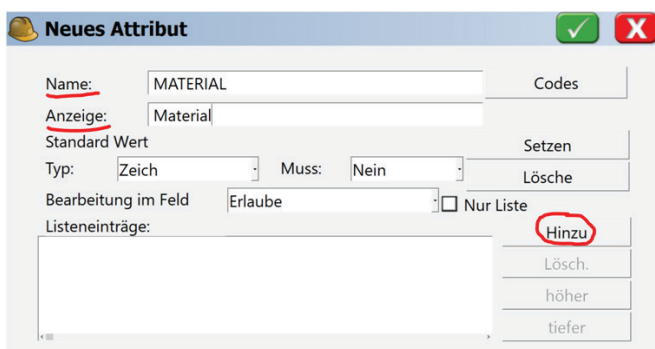 Neues Attribut
X
Name: MATERIAL Codes
Anzeige: Material
Standard Wert Setzen
Typ: Zeich Muss: Nein Lösche
Bearbeitung im Feld Erlaube Nur Liste
Listeneinträge: Hinzu
Lösch.
höher
tiefer